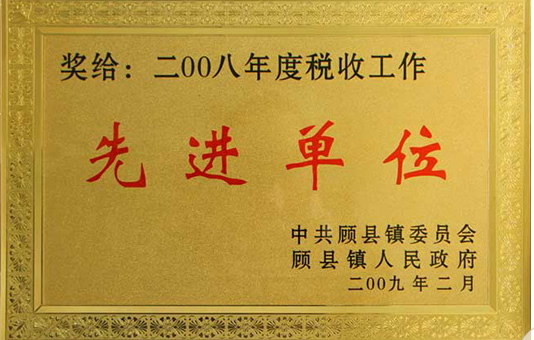 奖给：二00八年度税收工作
先进单位
中共顾县镇委员会
顾县镇人民政府
二00九年二月